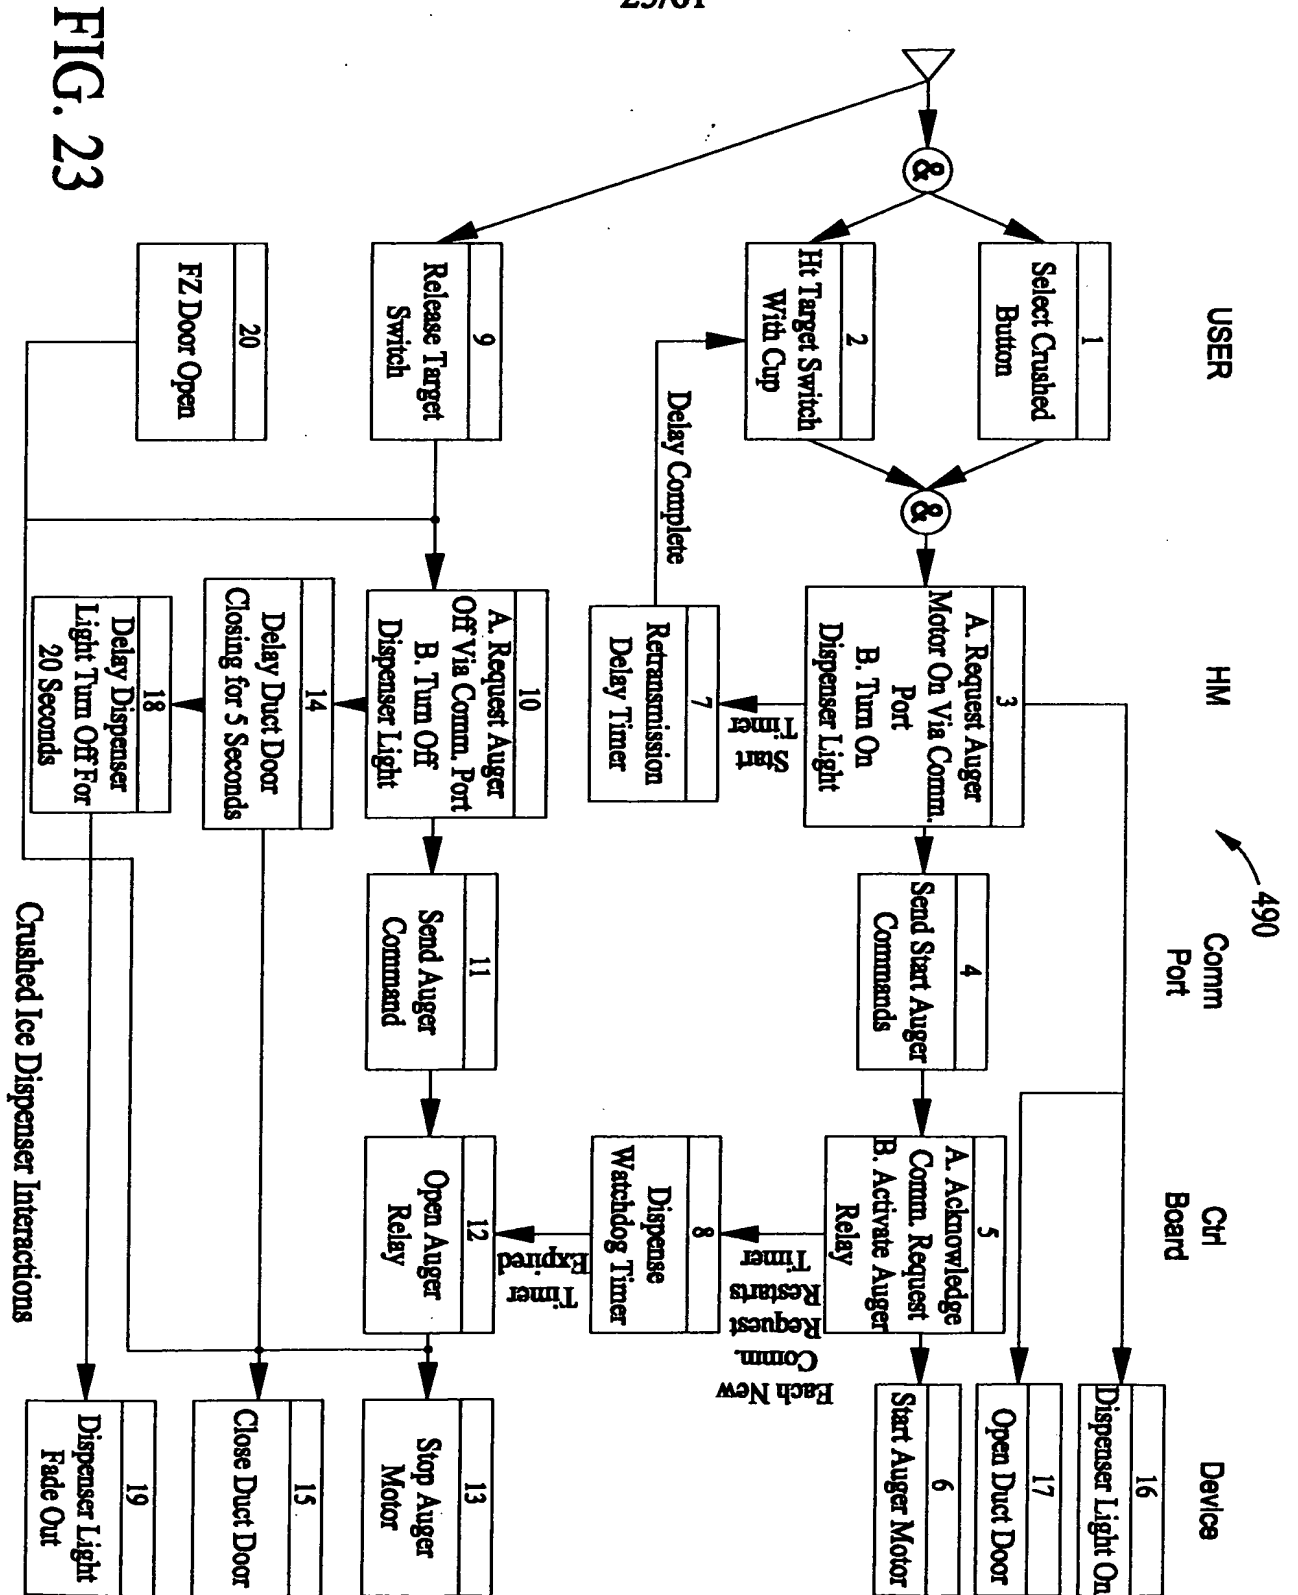 490
USER
HM
Comm
Port
Ctrl
Board
Device
&
1
Select Crushed
Button
2
Ht Target Switch
With Cup
&
3
A. Request Auger
Motor On Via Comm.
Port
B. Turn On
Dispenser Light
4
Send Start Auger
Commands
5
A. Acknowledge
Comm. Request
B. Activate Auger
Relay
16
Dispenser Light On
17
Open Duct Door
6
Start Auger Motor
Start
Timer
7
Retransmission
Delay Timer
Delay Complete
Each New
Comm.
Request
Restarts
Timer
8
Dispense
Watchdog Timer
Timer
Expired
9
Release Target
Switch
10
A. Request Auger
Off Via Comm. Port
B. Turn Off
Dispenser Light
11
Send Auger
Command
12
Open Auger
Relay
13
Stop Auger
Motor
14
Delay Duct Door
Closing for 5 Seconds
15
Close Duct Door
20
FZ Door Open
18
Delay Dispenser
Light Turn Off For
20 Seconds
19
Dispenser Light
Fade Out
Crushed Ice Dispenser Interactions
FIG. 23